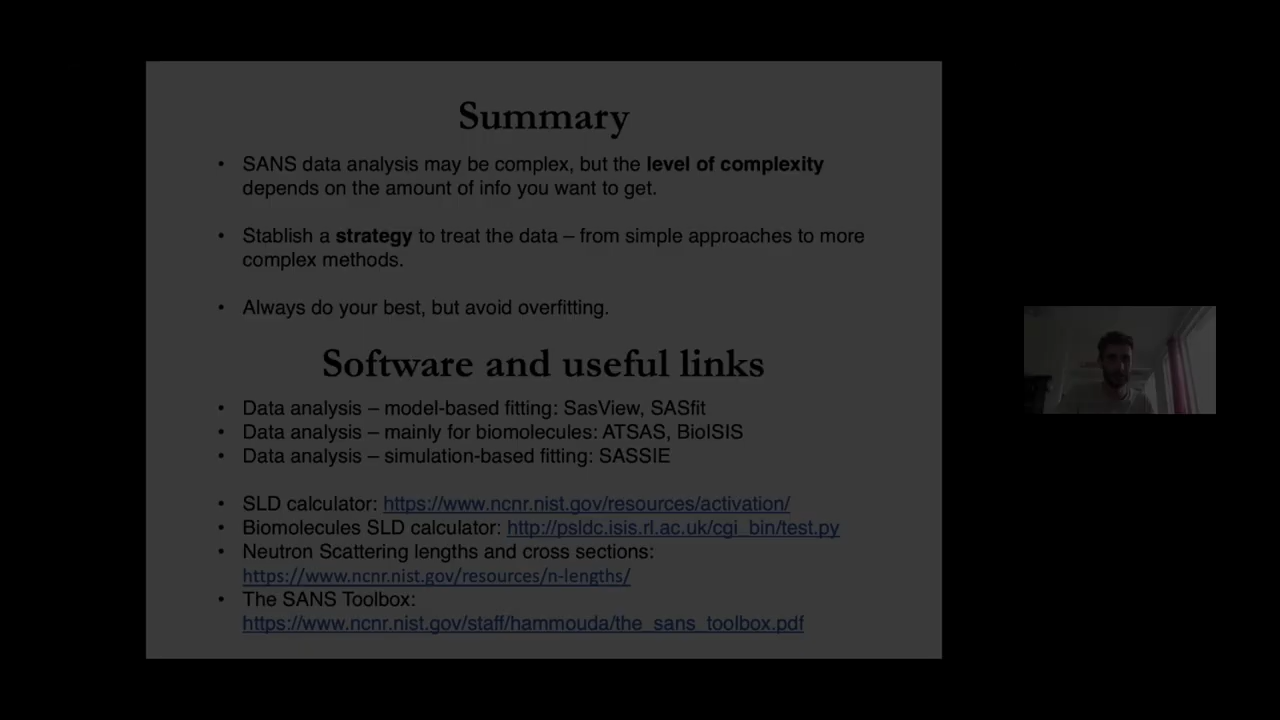 Summary
• SANS data analysis may be complex, but the level of complexity
depends on the amount of info you want to get.
• Stablish a strategy to treat the data – from simple approaches to more
complex methods.
• Always do your best, but avoid overfitting.
Software and useful links
• Data analysis – model-based fitting: SasView, SASfit
• Data analysis – mainly for biomolecules: ATSAS, BioISIS
• Data analysis – simulation-based fitting: SASSIE
• SLD calculator: https://www.ncnr.nist.gov/resources/activation/
• Biomolecules SLD calculator: http://psldc.isis.rl.ac.uk/cgi_bin/test.py
• Neutron Scattering lengths and cross sections:
https://www.ncnr.nist.gov/resources/n-lengths/
• The SANS Toolbox:
https://www.ncnr.nist.gov/staff/hammouda/the_sans_toolbox.pdf